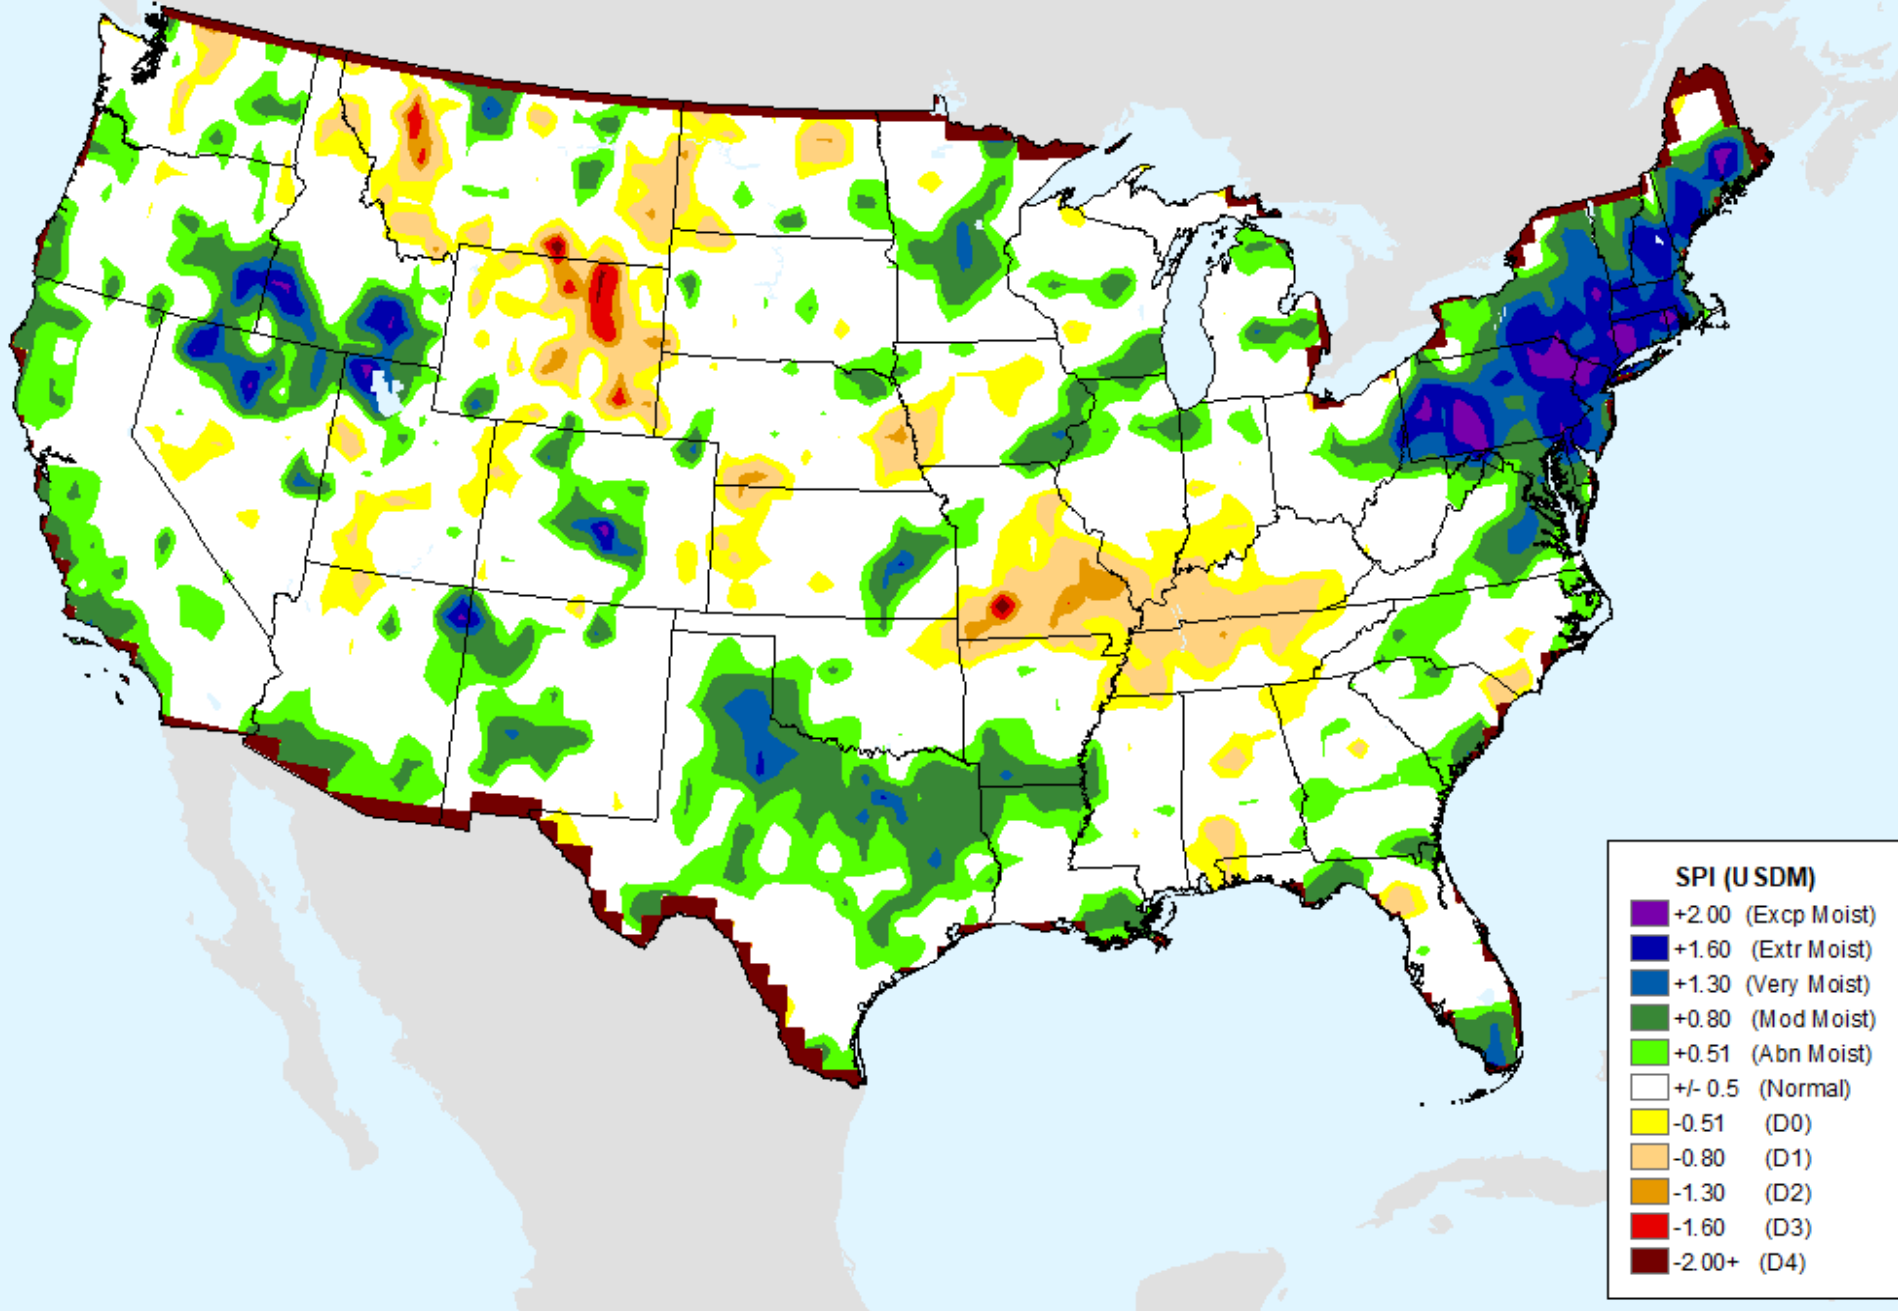 SPI (USDM)
+2.00 (Excp Moist)
+1.60 (Extr Moist)
+1.30 (Very Moist)
+0.80 (Mod Moist)
+0.51 (Abn Moist)
+/- 0.5 (Normal)
-0.51 (D0)
-0.80 (D1)
-1.30 (D2)
-1.60 (D3)
-2.00+ (D4)